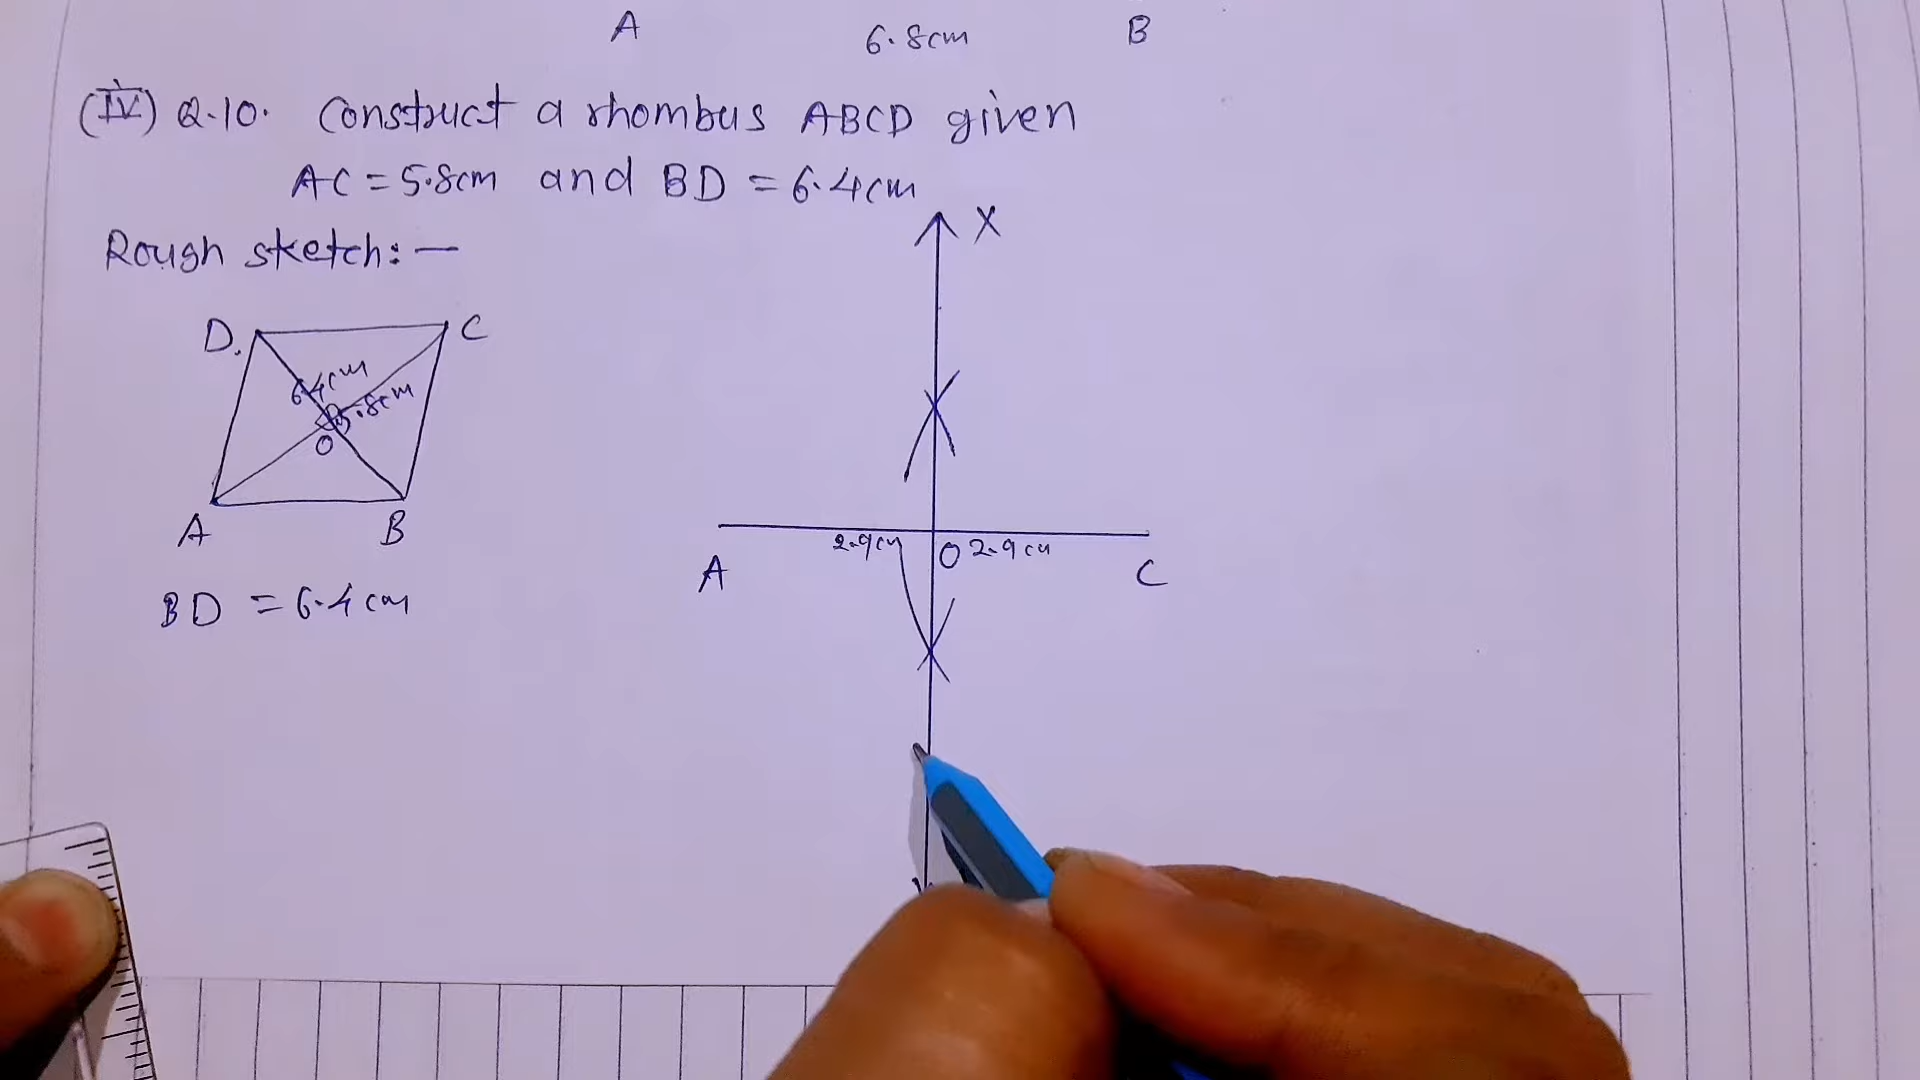 A 6.8cm B
(IV) Q.10. Construct a rhombus ABCD given
AC = 5.8cm and BD = 6.4cm
X
Rough sketch: —
D. C
6.4cm
5.8cm
O
A B
2.9cm O 2.9cm
A C
BD = 6.4cm